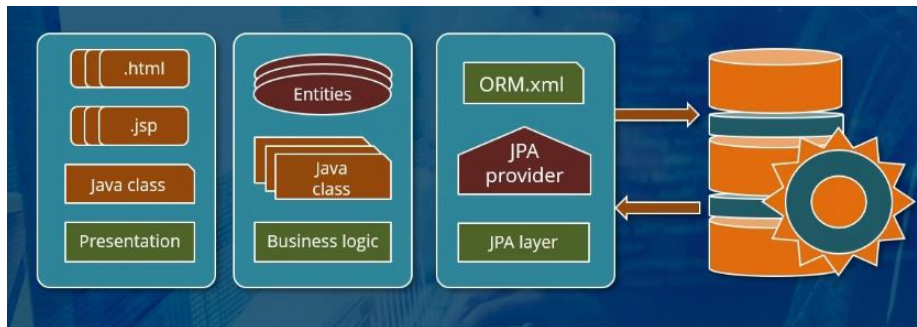 .html
.jsp
Java class
Presentation
Entities
Java
class
Business logic
ORM.xml
JPA
provider
JPA layer